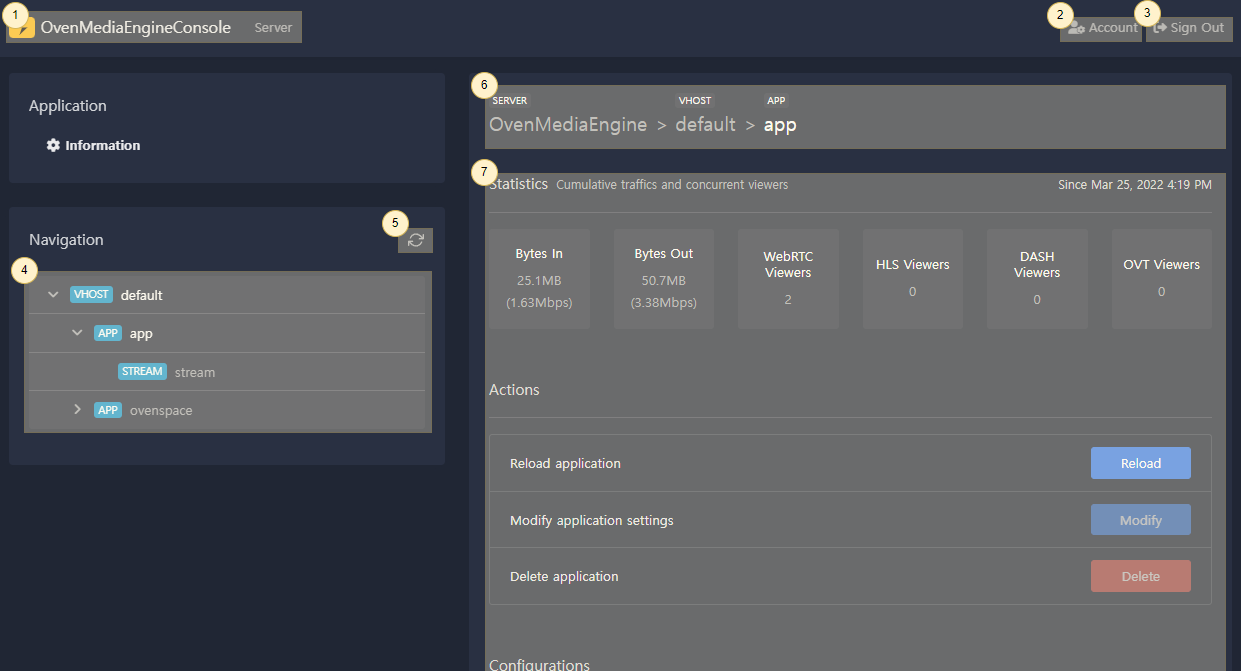 1
OvenMediaEngineConsole Server
2
Account
3
Sign Out
Application
Information
Navigation
5
4
VHOST default
APP app
STREAM stream
APP ovenspace
6
SERVER VHOST APP
OvenMediaEngine > default > app
7
Statistics Cumulative traffics and concurrent viewers Since Mar 25, 2022 4:19 PM
Bytes In
25.1MB
(1.63Mbps)
Bytes Out
50.7MB
(3.38Mbps)
WebRTC
Viewers
2
HLS Viewers
0
DASH
Viewers
0
OVT Viewers
0
Actions
Reload application Reload
Modify application settings Modify
Delete application Delete
Configurations